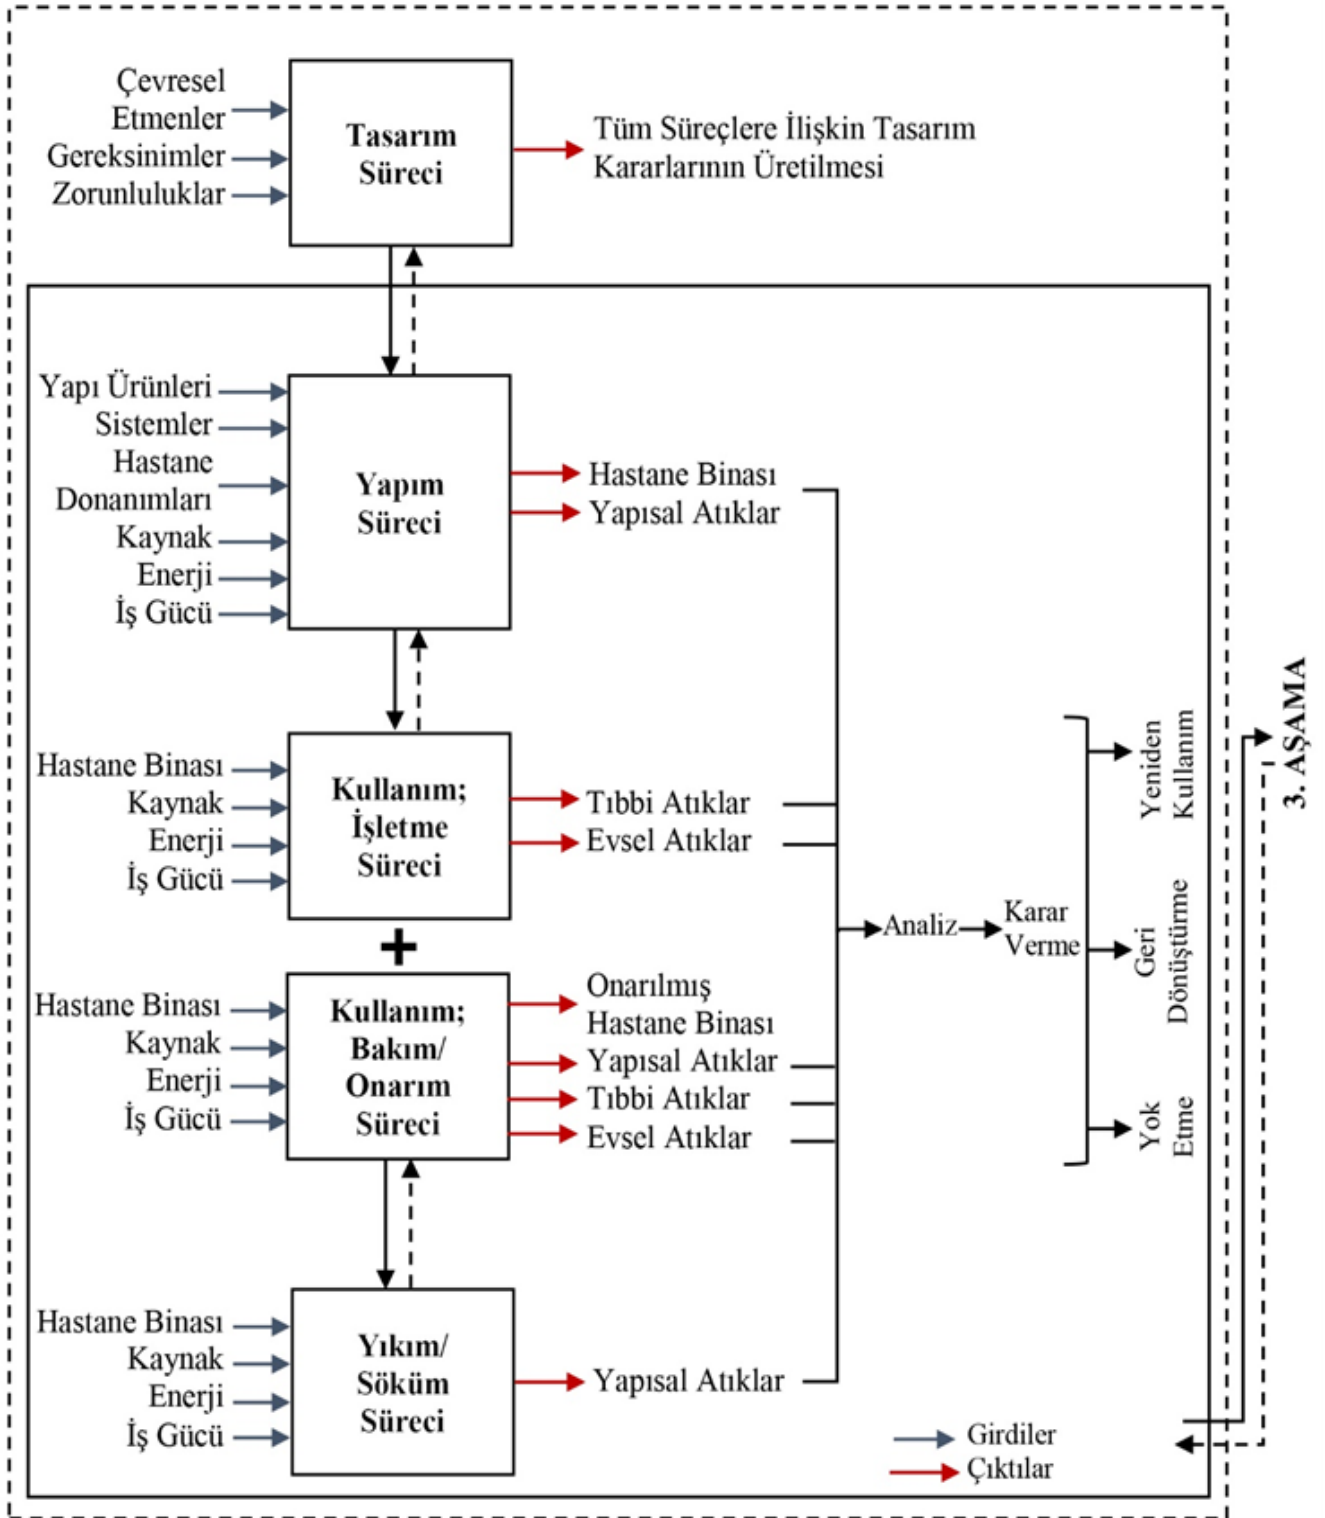 Çevresel
Etmenler
Gereksinimler
Zorunluluklar
Tasarım
Süreci
Tüm Süreçlere İlişkin Tasarım
Kararlarının Üretilmesi
Yapı Ürünleri
Sistemler
Hastane
Donanımları
Kaynak
Enerji
İş Gücü
Yapım
Süreci
Hastane Binası
Yapısal Atıklar
Hastane Binası
Kaynak
Enerji
İş Gücü
Kullanım;
İşletme
Süreci
Tıbbi Atıklar
Evsel Atıklar
+
Hastane Binası
Kaynak
Enerji
İş Gücü
Kullanım;
Bakım/
Onarım
Süreci
Onarılmış
Hastane Binası
Yapısal Atıklar
Tıbbi Atıklar
Evsel Atıklar
Hastane Binası
Kaynak
Enerji
İş Gücü
Yıkım/
Söküm
Süreci
Yapısal Atıklar
Analiz
Karar
Verme
Yeniden
Kullanım
Geri
Dönüştürme
Yok
Etme
3. AŞAMA
Girdiler
Çıktılar